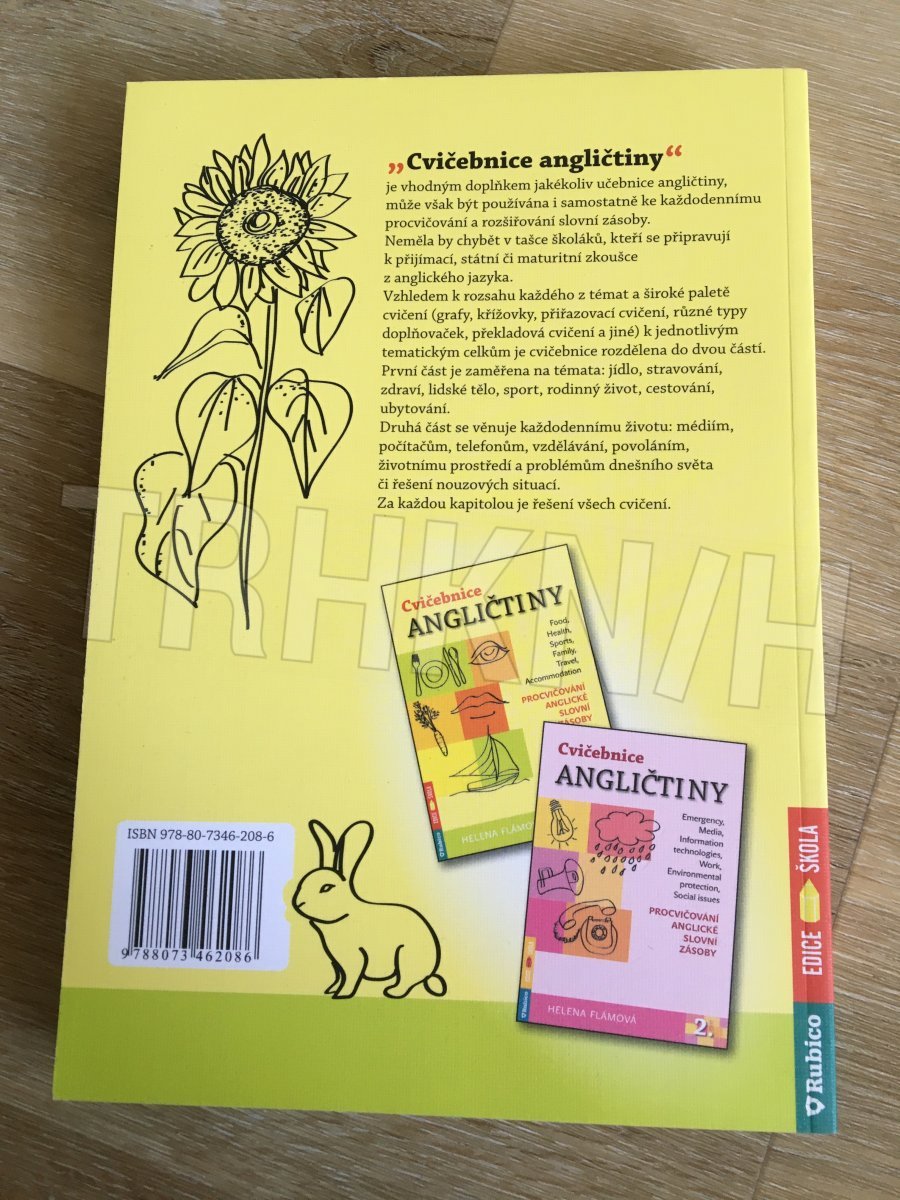 „Cvičebnice angličtiny“
je vhodným doplňkem jakékoliv učebnice angličtiny,
může však být používána i samostatně ke každodennímu
procvičování a rozšiřování slovní zásoby.
Neměla by chybět v tašce školáků, kteří se připravují
k přijímací, státní či maturitní zkoušce
z anglického jazyka.
Vzhledem k rozsahu každého z témat a široké paletě
cvičení (grafy, křížovky, přiřazovací cvičení, různé typy
doplňovaček, překladová cvičení a jiné) k jednotlivým
tematickým celkům je cvičebnice rozdělena do dvou částí.
První část je zaměřena na témata: jídlo, stravování,
zdraví, lidské tělo, sport, rodinný život, cestování,
ubytování.
Druhá část se věnuje každodennímu životu: médiím,
počítačům, telefonům, vzdělávání, povoláním,
životnímu prostředí a problémům dnešního světa
či řešení nouzových situací.
Za každou kapitolou je řešení všech cvičení.
TRHKNIH
Cvičebnice
ANGLIČTINY
Food,
Health,
Sports,
Family,
Travel,
Accommodation
PROCVIČOVÁNÍ
ANGLICKÉ
SLOVNÍ
ZÁSOBY
EDICE ŠKOLA
Rubico
HELENA FLÁMO
Cvičebnice
ANGLIČTINY
Emergency,
Media,
Information
technologies,
Work,
Environmental
protection,
Social issues
PROCVIČOVÁNÍ
ANGLICKÉ
SLOVNÍ
ZÁSOBY
Rubico
HELENA FLÁMOVÁ
2.
ISBN 978-80-7346-208-6
9 788073 462086
EDICE ŠKOLA
Rubico